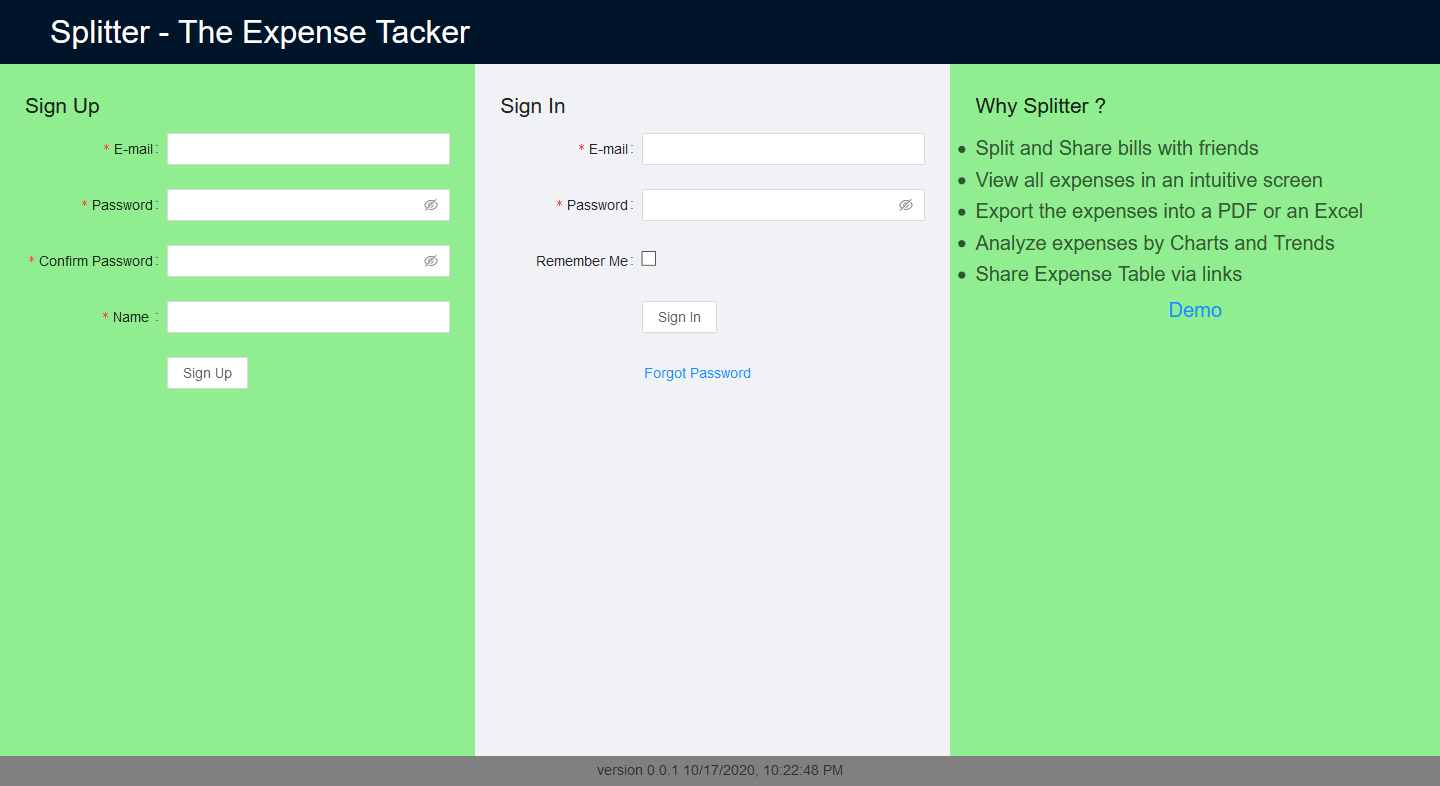 Splitter - The Expense Tacker
Sign Up
* E-mail:
* Password:
* Confirm Password:
* Name :
Sign Up
Sign In
* E-mail:
* Password:
Remember Me:
Sign In
Forgot Password
Why Splitter ?
• Split and Share bills with friends
• View all expenses in an intuitive screen
• Export the expenses into a PDF or an Excel
• Analyze expenses by Charts and Trends
• Share Expense Table via links
Demo
version 0.0.1 10/17/2020, 10:22:48 PM